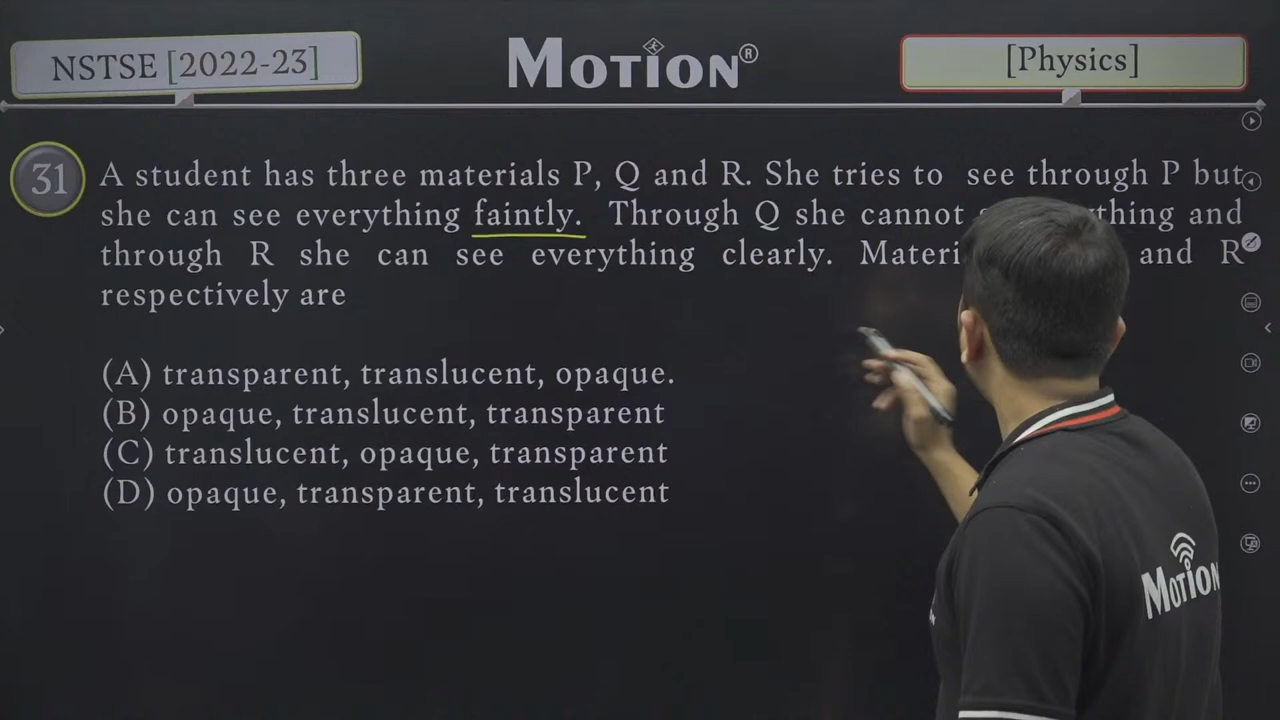 NSTSE [2022-23]
MOTION®
[Physics]
31
A student has three materials P, Q and R. She tries to see through P but
she can see everything faintly. Through Q she cannot and
through R she can see everything clearly. and R
respectively are
(A) transparent, translucent, opaque.
(B) opaque, translucent, transparent
(C) translucent, opaque, transparent
(D) opaque, transparent, translucent
MOTION